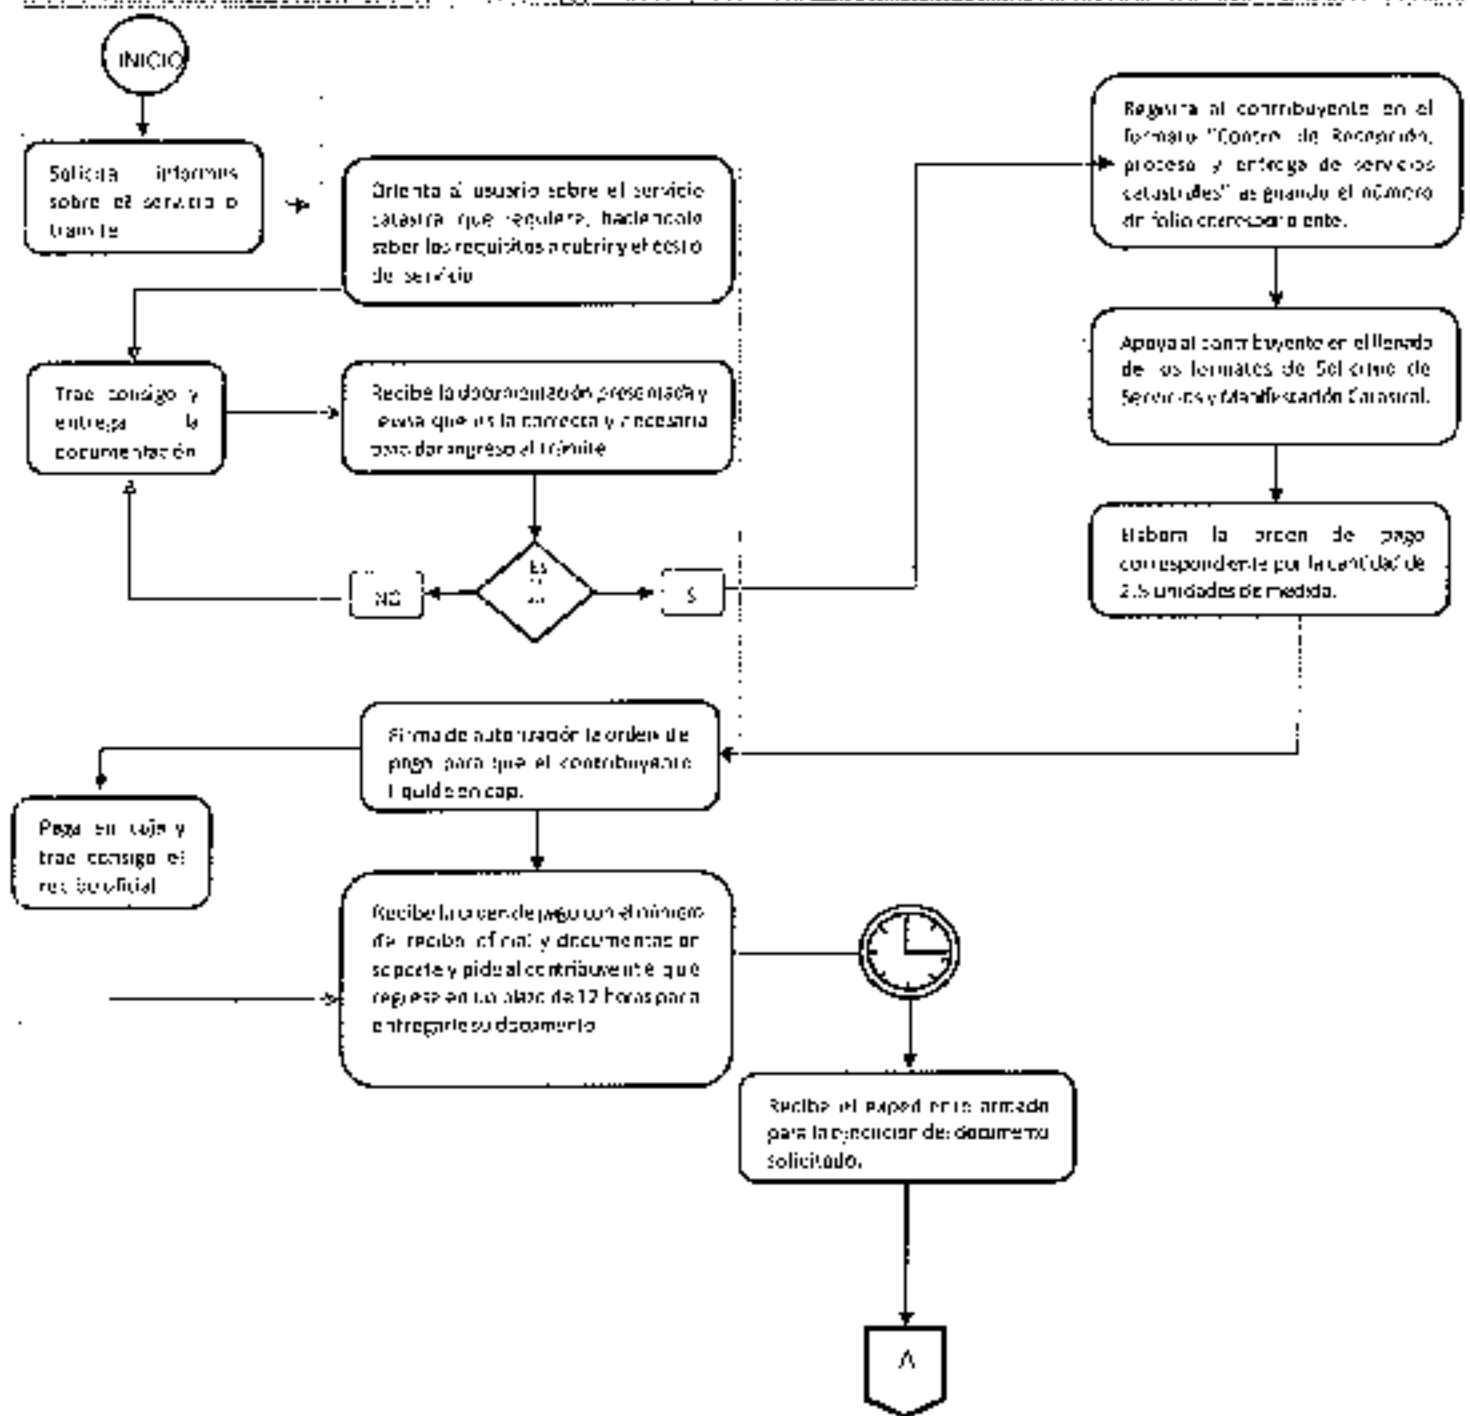 INICIO
Solicita informes
sobre el servicio o
tramite
Orienta al usuario sobre el servicio
catastral que requiera, haciéndole
saber los requisitos a cubrir y el costo
del servicio
Trae consigo y
entrega la
documentación
Recibe la documentación presentada y
revisa que es la correcta y necesaria
para dar ingreso al trámite
ES
NO
S
Registra al contribuyente en el
formato "Control de Recepción,
proceso y entrega de servicios
catastrales" asignando el número
de folio correspondiente.
Apoya al contribuyente en el llenado
de los formatos de Solicitud de
Servicios y Manifestación Catastral.
Elabora la orden de pago
correspondiente por la cantidad de
2.5 unidades de medida.
Firma de autorización la orden de
pago para que el contribuyente
liquide en caja.
Paga en caja y
trae consigo el
recibo oficial
Recibe la orden de pago con el número
de recibo oficial y documentación
soporte y pide al contribuyente que
regrese en un plazo de 12 horas para
entregarle su documento
Recibe el expediente armado
para la ejecución del documento
solicitado.
A